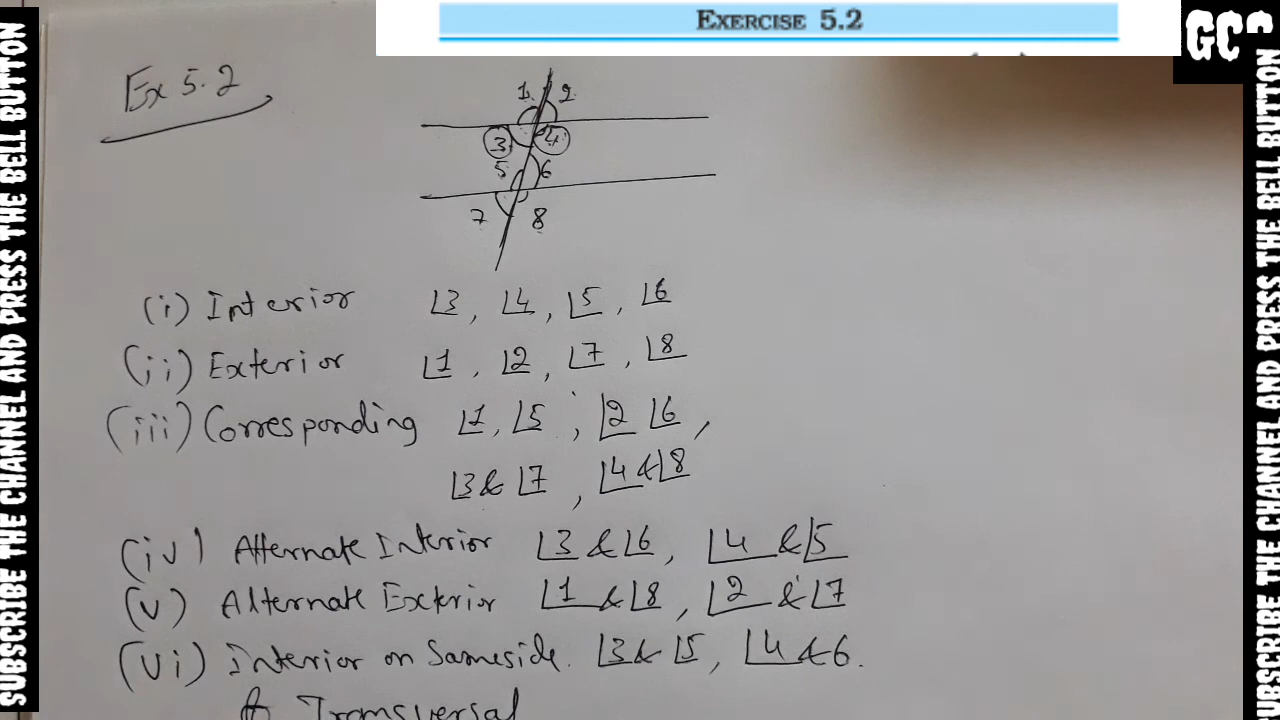 EXERCISE 5.2
GC
SUBSCRIBE THE CHANNEL AND PRESS THE BELL BUTTON
SUBSCRIBE THE CHANNEL AND PRESS THE BELL BUTTON
Ex 5.2
1 2
3 4
5 6
7 8
(i) Interior ∠3, ∠4, ∠5, ∠6
(ii) Exterior ∠1, ∠2, ∠7, ∠8
(iii) Corresponding ∠1, ∠5 ; ∠2 ∠6,
∠3 & ∠7, ∠4 & ∠8
(iv) Alternate Interior ∠3 & ∠6, ∠4 & ∠5
(v) Alternate Exterior ∠1 & ∠8, ∠2 & ∠7
(vi) Interior on Sameside. ∠3 & ∠5, ∠4 & 6.
Transversal